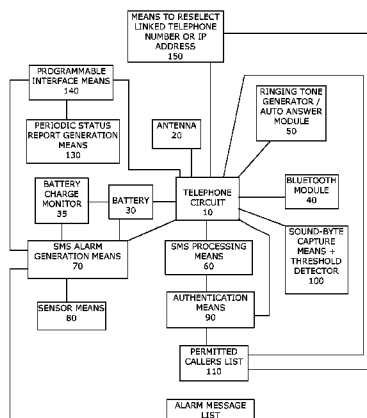 MEANS TO RESELECT
LINKED TELEPHONE
NUMBER OR IP
ADDRESS
150
PROGRAMMABLE
INTERFACE MEANS
140
RINGING TONE
GENERATOR /
AUTO ANSWER
MODULE
50
PERIODIC STATUS
REPORT GENERATION
MEANS
130
ANTENNA
20
BATTERY
CHARGE
MONITOR
35
BATTERY
30
TELEPHONE
CIRCUIT
10
BLUETOOTH
MODULE
40
SMS ALARM
GENERATION MEANS
70
SMS PROCESSING
MEANS
60
SOUND-BYTE
CAPTURE
MEANS +
THRESHOLD
DETECTOR
100
SENSOR MEANS
80
AUTHENTICATION
MEANS
90
PERMITTED
CALLERS LIST
110
ALARM MESSAGE
LIST